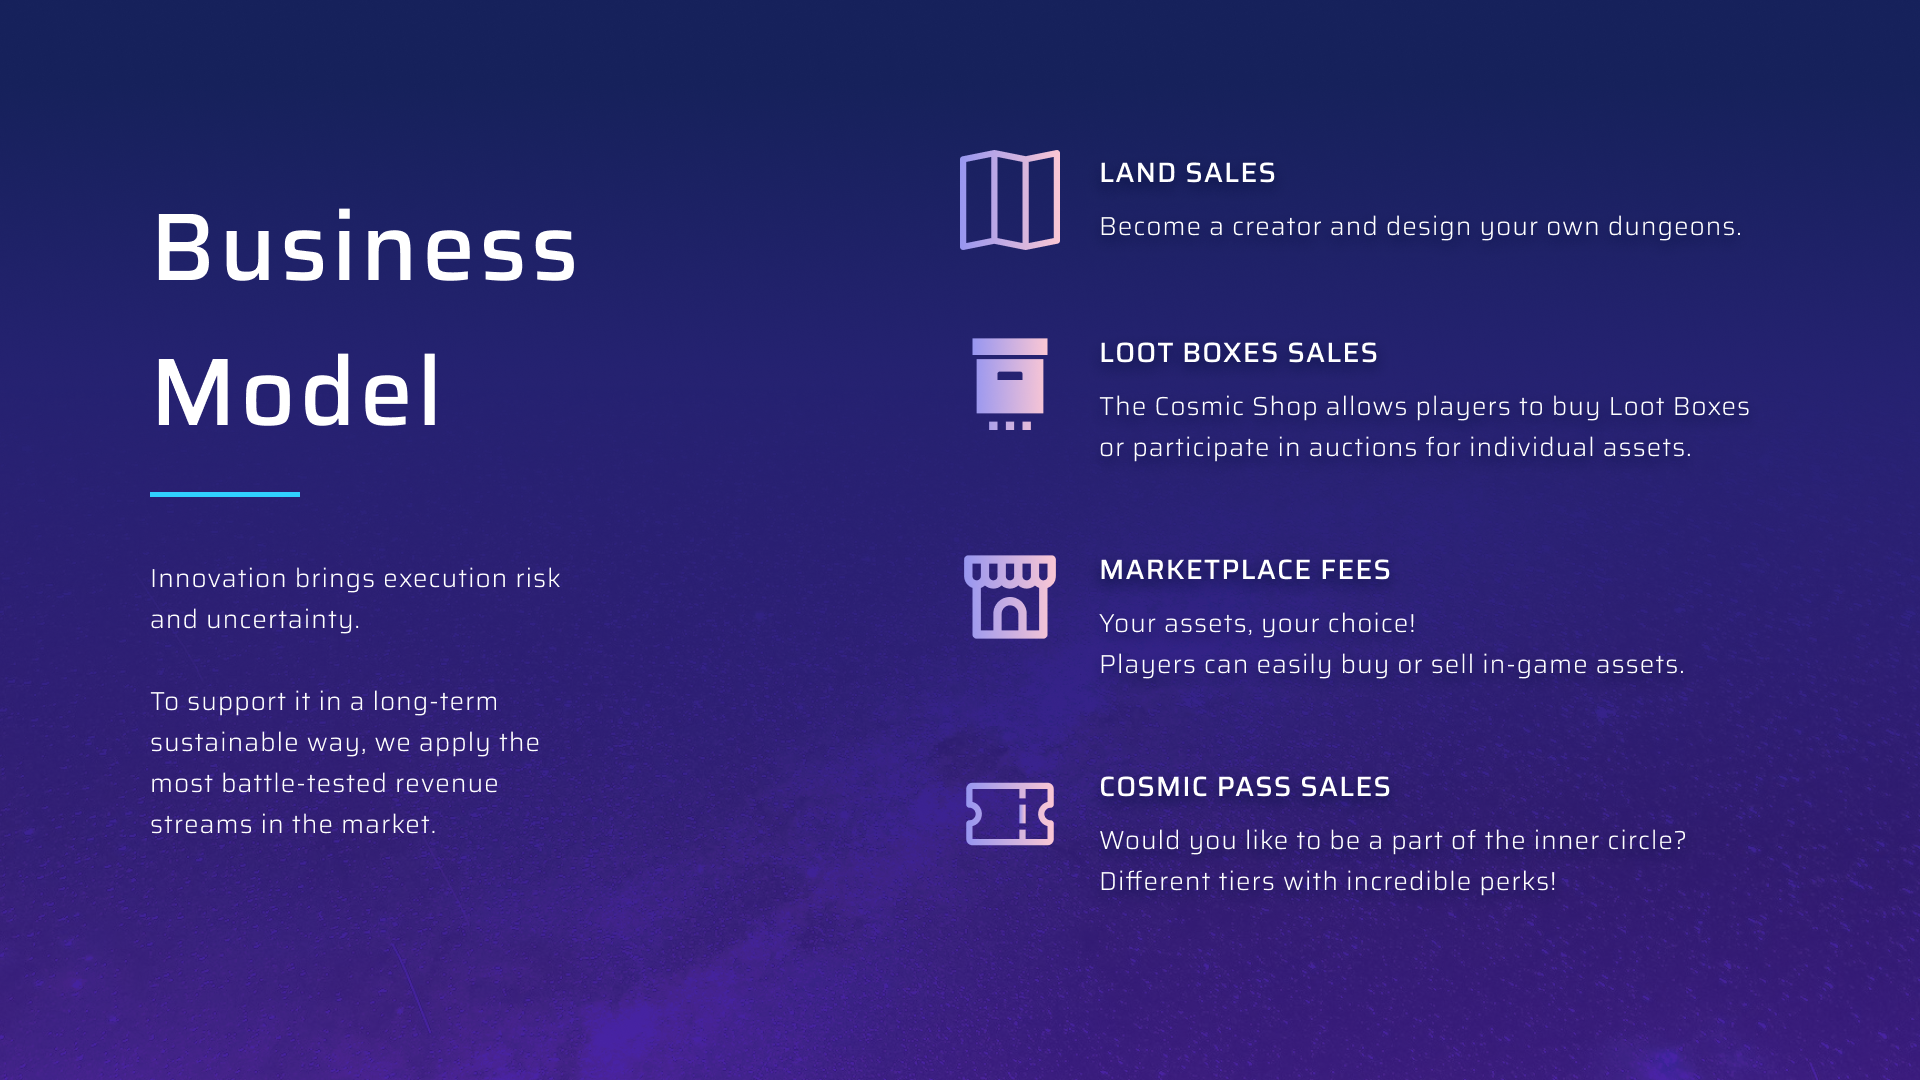 Business
Model
Innovation brings execution risk
and uncertainty.
To support it in a long-term
sustainable way, we apply the
most battle-tested revenue
streams in the market.
LAND SALES
Become a creator and design your own dungeons.
LOOT BOXES SALES
The Cosmic Shop allows players to buy Loot Boxes
or participate in auctions for individual assets.
MARKETPLACE FEES
Your assets, your choice!
Players can easily buy or sell in-game assets.
COSMIC PASS SALES
Would you like to be a part of the inner circle?
Different tiers with incredible perks!